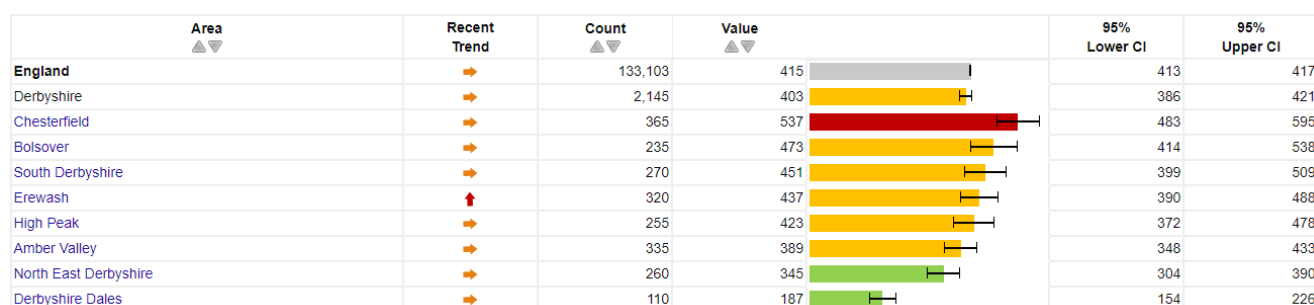 Area Recent Trend Count Value 95% Lower CI 95% Upper CI
England 133,103 415 413 417
Derbyshire 2,145 403 386 421
Chesterfield 365 537 483 595
Bolsover 235 473 414 538
South Derbyshire 270 451 399 509
Erewash 320 437 390 488
High Peak 255 423 372 478
Amber Valley 335 389 348 433
North East Derbyshire 260 345 304 390
Derbyshire Dales 110 187 154 226